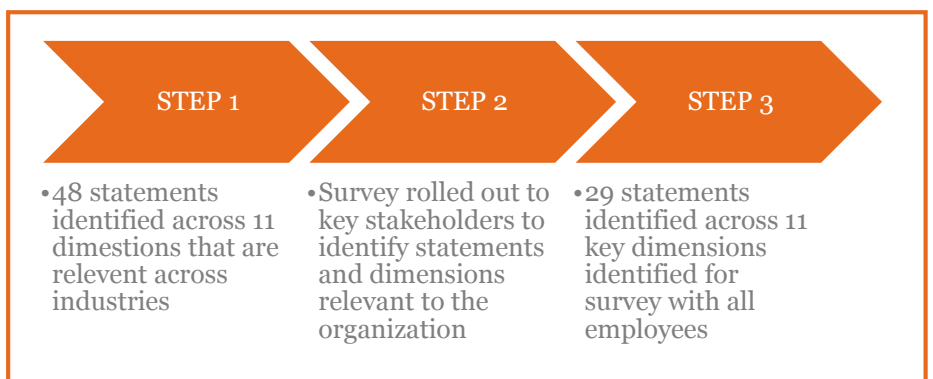 STEP 1
•48 statements
identified across 11
dimestions that are
relevent across
industries
STEP 2
•Survey rolled out to
key stakeholders to
identify statements
and dimensions
relevant to the
organization
STEP 3
•29 statements
identified across 11
key dimensions
identified for
survey with all
employees